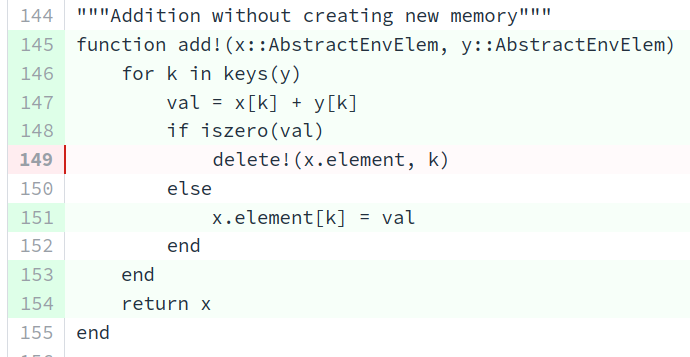 144 """Addition without creating new memory"""
145 function add!(x::AbstractEnvElem, y::AbstractEnvElem)
146     for k in keys(y)
147         val = x[k] + y[k]
148         if iszero(val)
149             delete!(x.element, k)
150         else
151             x.element[k] = val
152         end
153     end
154     return x
155 end